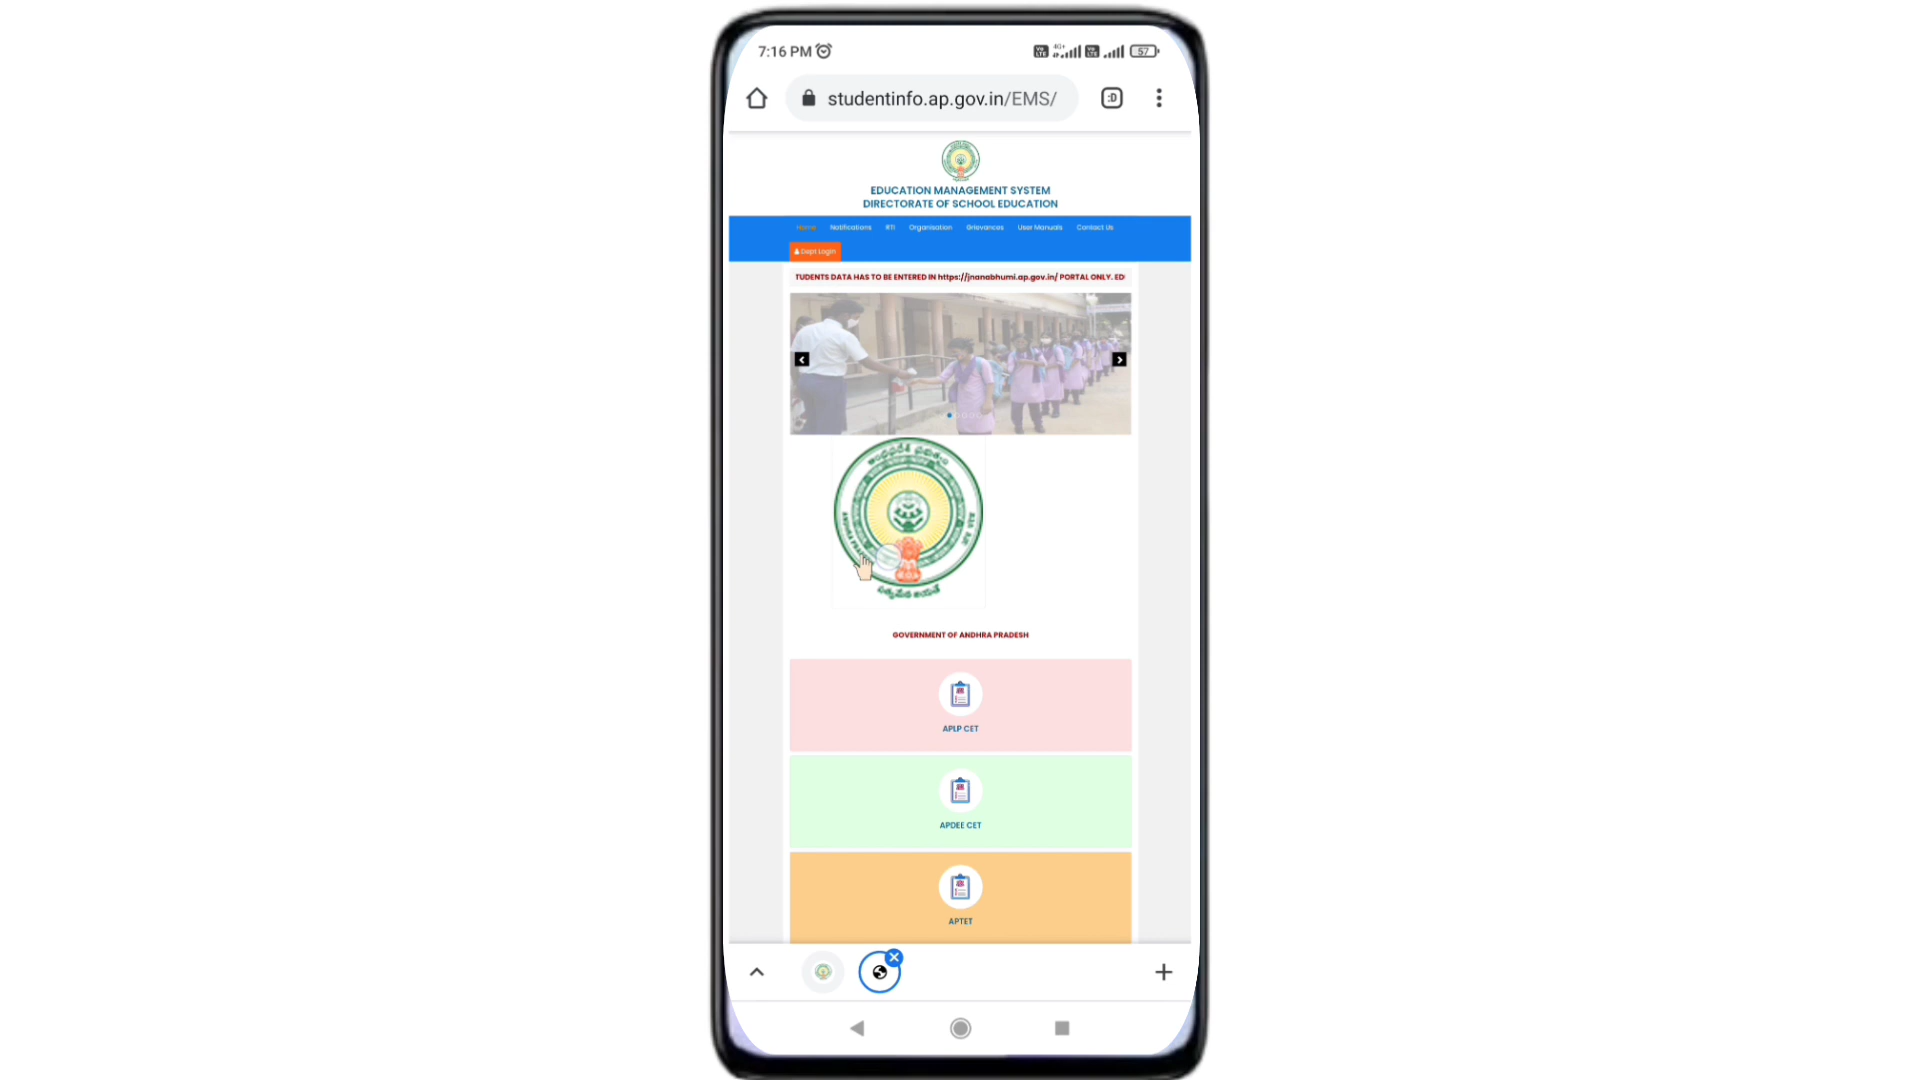 7:16 PM
57
studentinfo.ap.gov.in/EMS/
:D
EDUCATION MANAGEMENT SYSTEM
DIRECTORATE OF SCHOOL EDUCATION
Home Notifications RTI Organisation Grievances User Manuals Contact Us
Dept Login
TUDENTS DATA HAS TO BE ENTERED IN https://jnanabhumi.ap.gov.in/ PORTAL ONLY. ED
GOVERNMENT OF ANDHRA PRADESH
APLP CET
APDEE CET
APTET